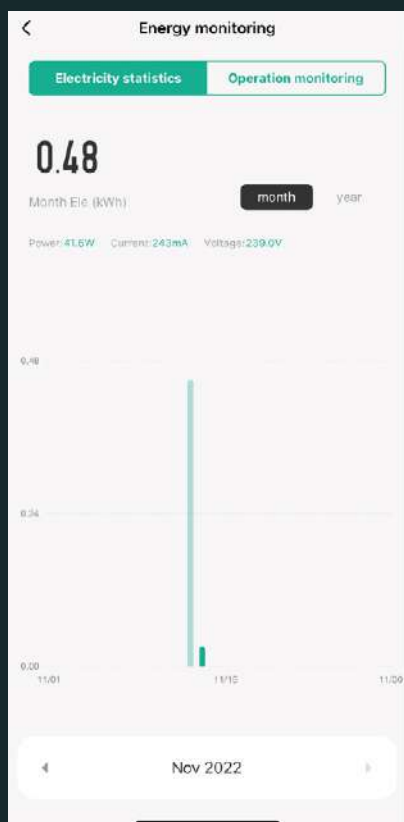 Energy monitoring
Electricity statistics Operation monitoring
0.48
Month Ele (kWh) month year
Power:41.6W Current:243mA Voltage:239.0V
0.48
0.24
0.00
11/01 11/15 11/30
Nov 2022